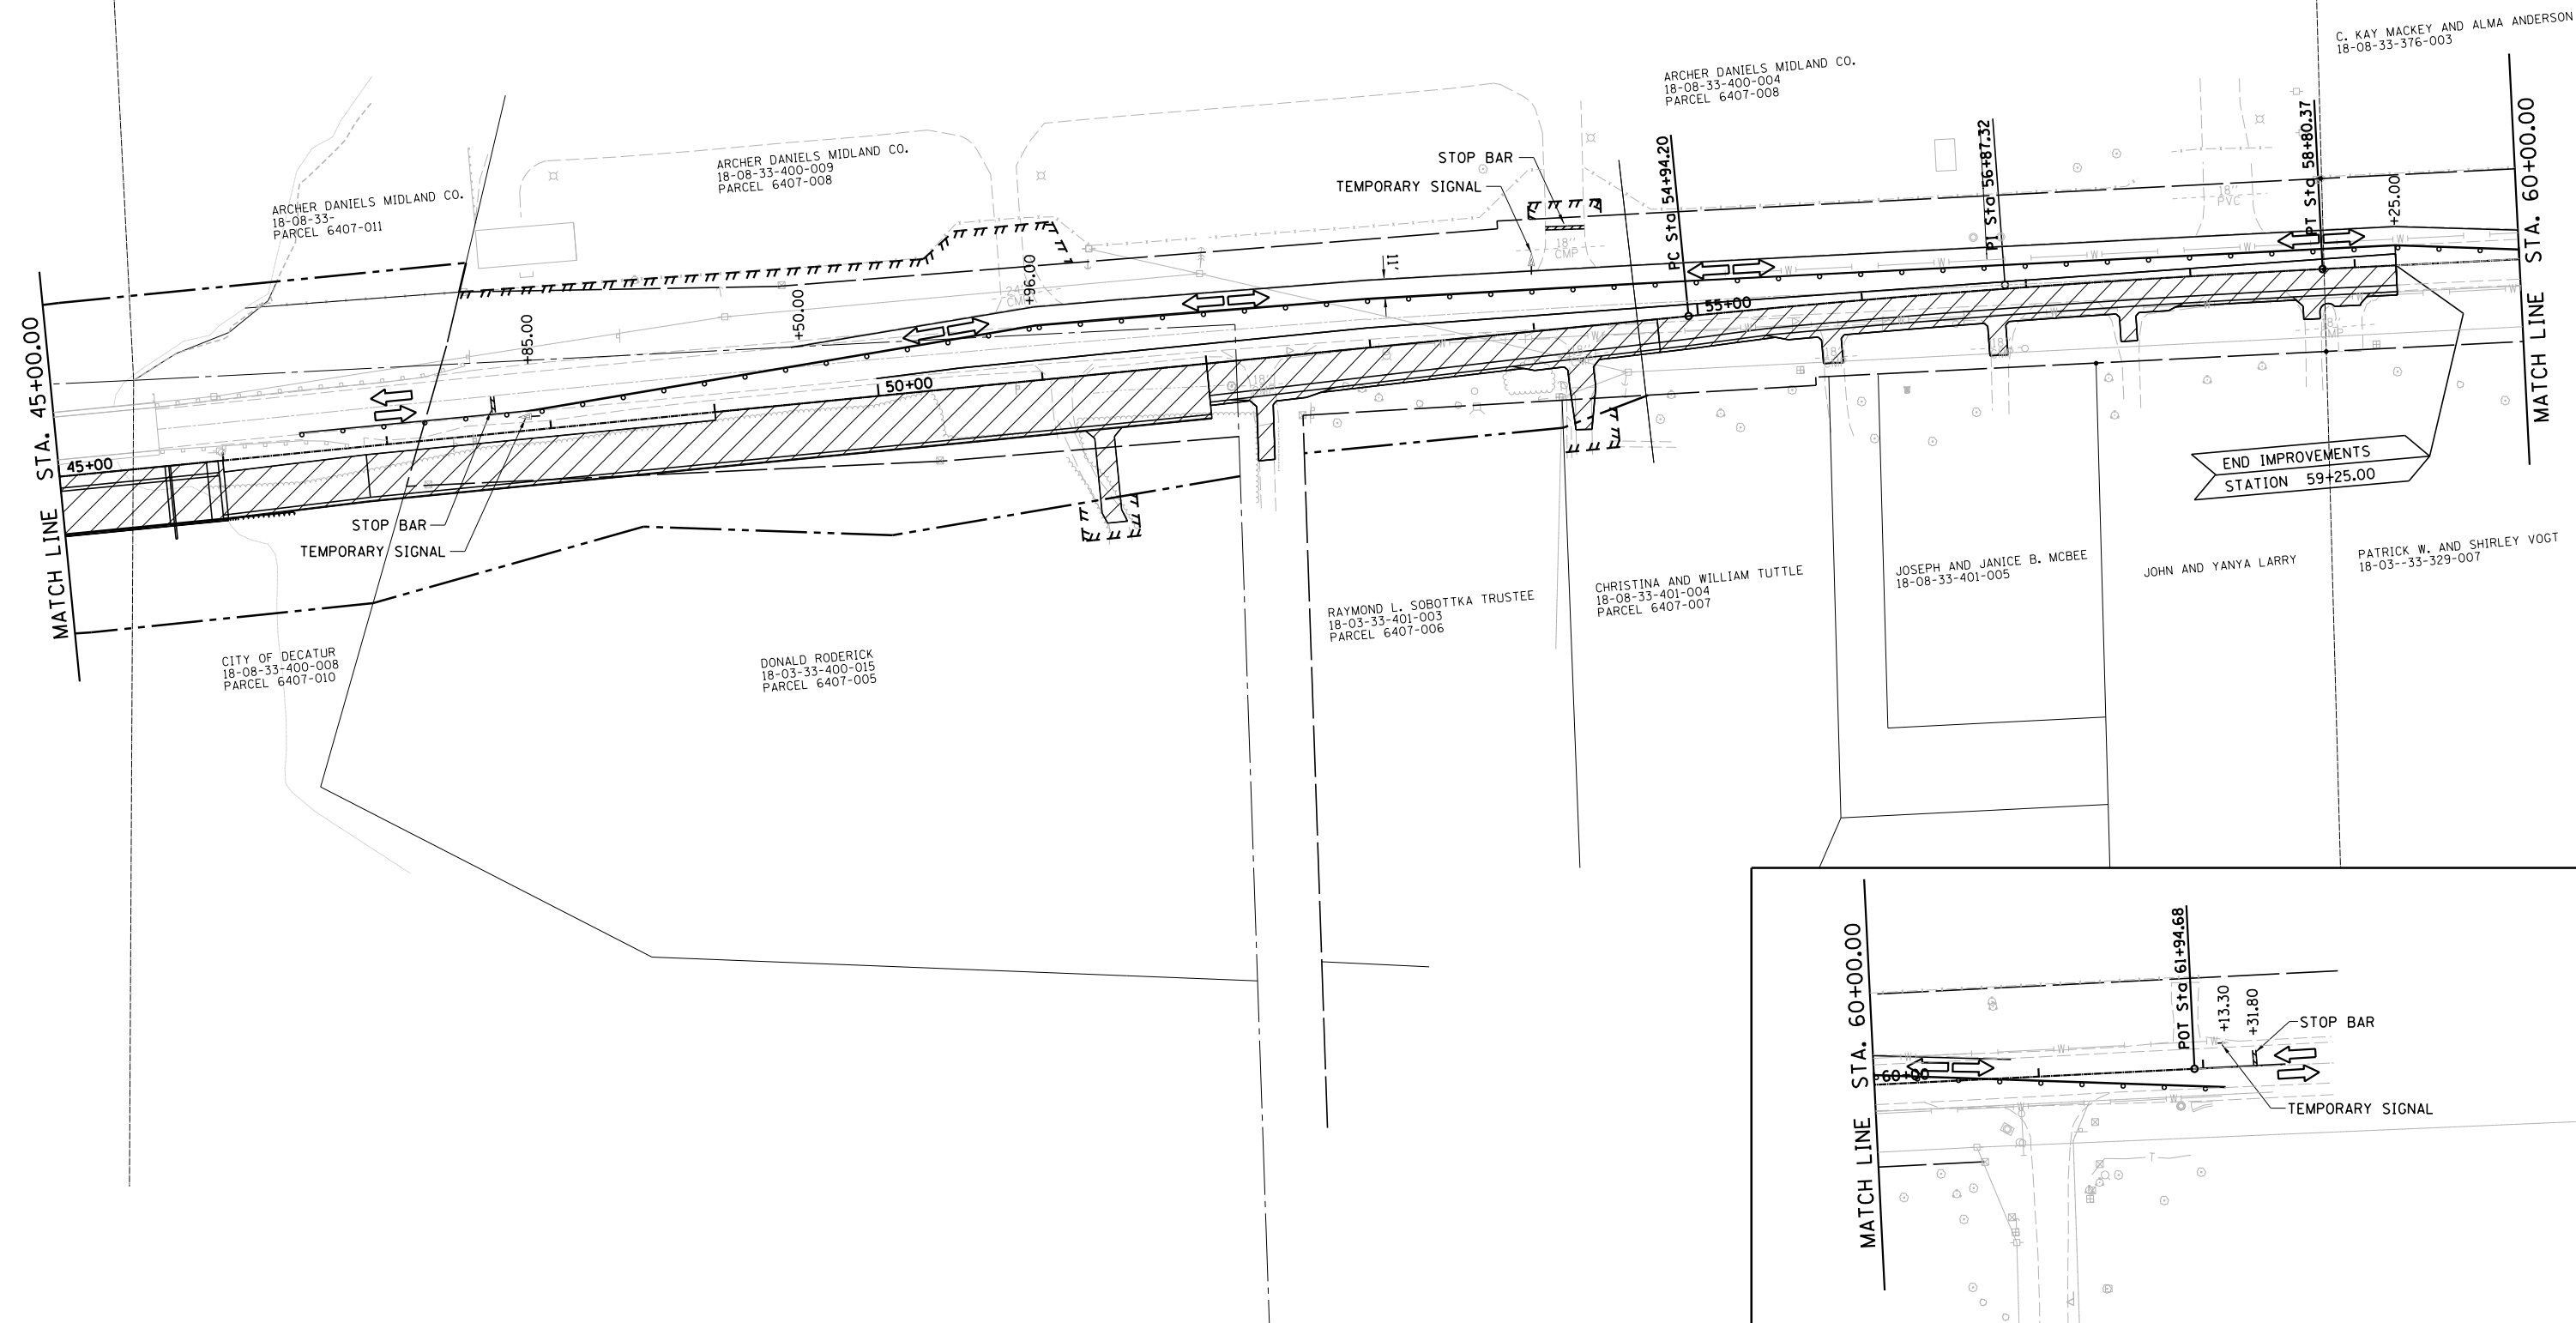 C. KAY MACKEY AND ALMA ANDERSON
18-08-33-376-003
ARCHER DANIELS MIDLAND CO.
18-08-33-400-004
PARCEL 6407-008
ARCHER DANIELS MIDLAND CO.
18-08-33-400-009
PARCEL 6407-008
ARCHER DANIELS MIDLAND CO.
18-08-33-
PARCEL 6407-011
STOP BAR
TEMPORARY SIGNAL
PC Sta 54+94.20
PI Sta 56+87.32
PT Sta 58+80.37
+25.00
MATCH LINE STA. 60+00.00
18"
PVC
18"
CMP
11'
+96.00
+50.00
+85.00
MATCH LINE STA. 45+00.00
45+00
50+00
55+00
STOP BAR
TEMPORARY SIGNAL
END IMPROVEMENTS
STATION 59+25.00
CITY OF DECATUR
18-08-33-400-008
PARCEL 6407-010
DONALD RODERICK
18-03-33-400-015
PARCEL 6407-005
RAYMOND L. SOBOTTKA TRUSTEE
18-03-33-401-003
PARCEL 6407-006
CHRISTINA AND WILLIAM TUTTLE
18-08-33-401-004
PARCEL 6407-007
JOSEPH AND JANICE B. MCBEE
18-08-33-401-005
JOHN AND YANYA LARRY
PATRICK W. AND SHIRLEY VOGT
18-03--33-329-007
MATCH LINE STA. 60+00.00
60+00
POT Sta 61+94.68
+13.30
+31.80
STOP BAR
TEMPORARY SIGNAL